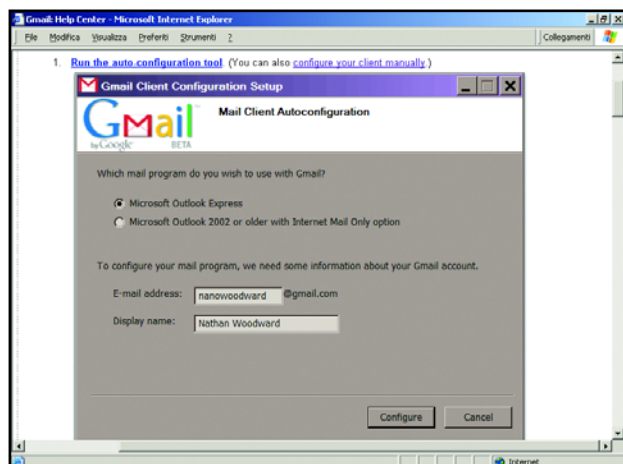 Gmail: Help Center - Microsoft Internet Explorer
File Modifica Visualizza Preferiti Strumenti ? Collegamenti
1. Run the auto configuration tool. (You can also configure your client manually.)
Gmail Client Configuration Setup
Gmail
by Google BETA
Mail Client Autoconfiguration
Which mail program do you wish to use with Gmail?
Microsoft Outlook Express
Microsoft Outlook 2002 or older with Internet Mail Only option
To configure your mail program, we need some information about your Gmail account.
E-mail address: nanowoodward @gmail.com
Display name: Nathan Woodward
Configure Cancel
Internet